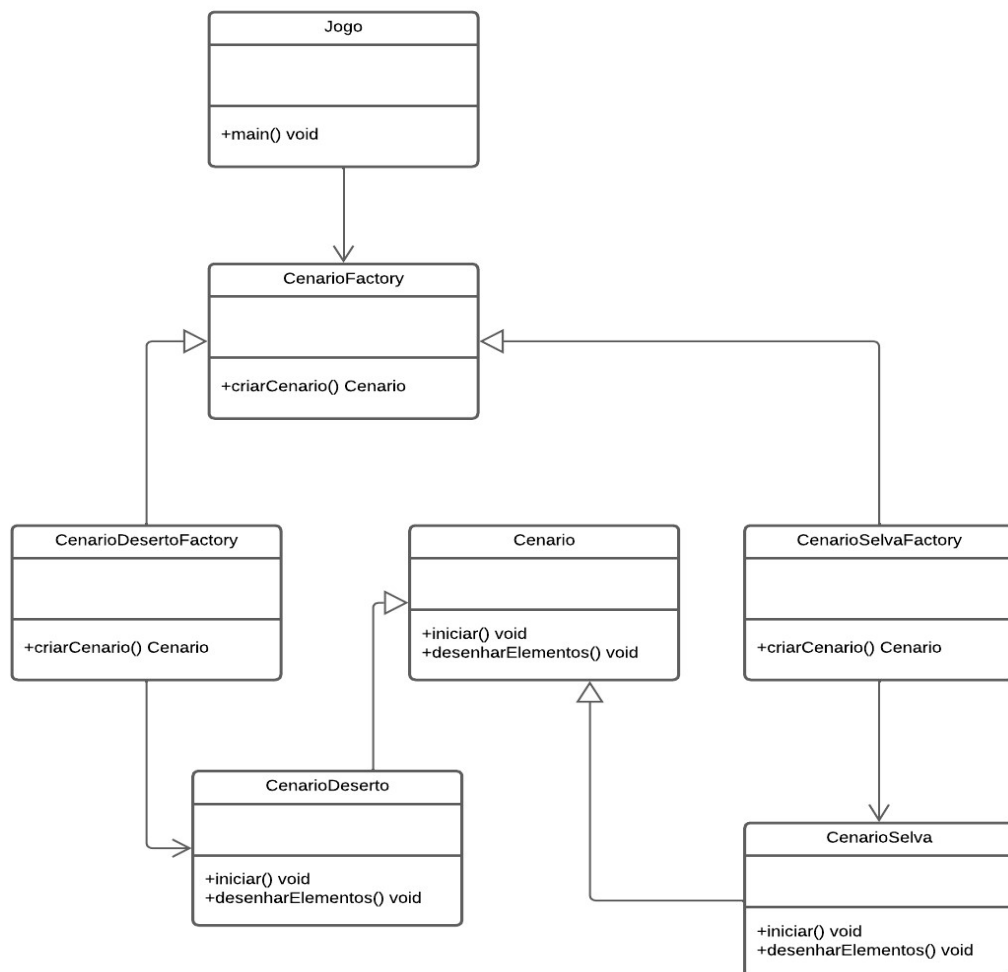 Jogo
+main() void
CenarioFactory
+criarCenario() Cenario
CenarioDesertoFactory
+criarCenario() Cenario
Cenario
+iniciar() void
+desenharElementos() void
CenarioSelvaFactory
+criarCenario() Cenario
CenarioDeserto
+iniciar() void
+desenharElementos() void
CenarioSelva
+iniciar() void
+desenharElementos() void